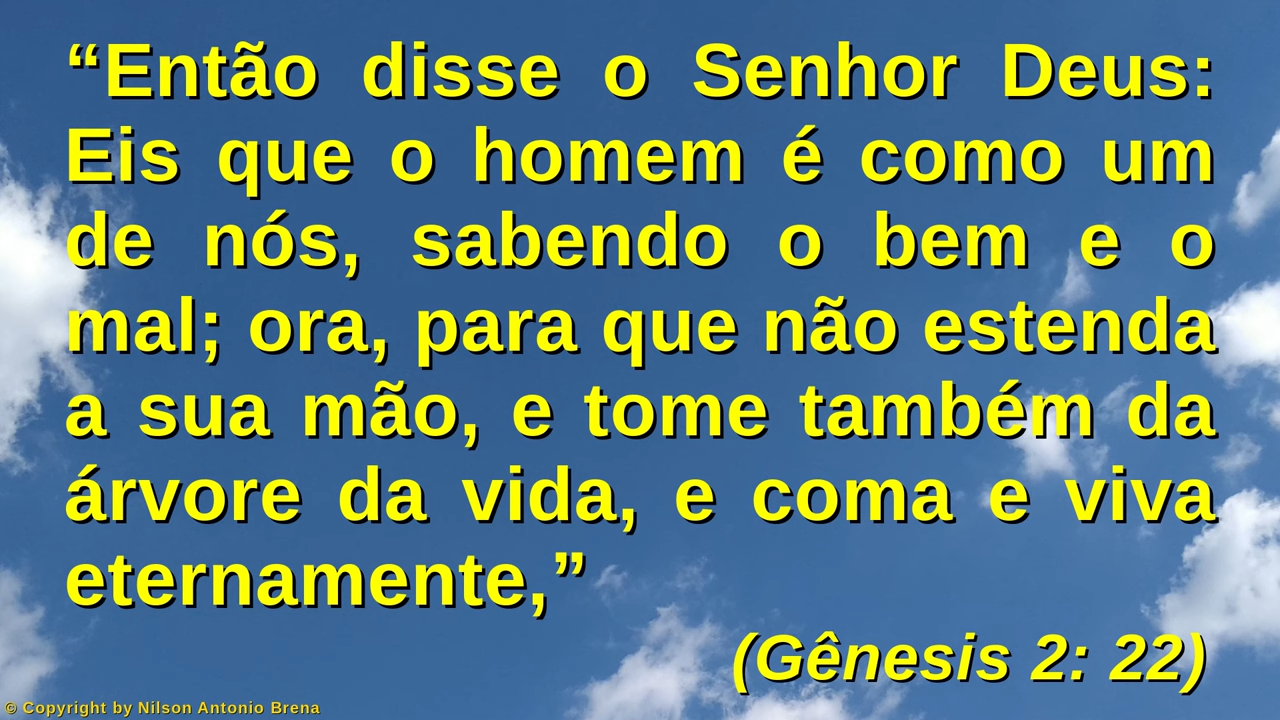 “Então disse o Senhor Deus:
Eis que o homem é como um
de nós, sabendo o bem e o
mal; ora, para que não estenda
a sua mão, e tome também da
árvore da vida, e coma e viva
eternamente,”
(Gênesis 2: 22)
© Copyright by Nilson Antonio Brena